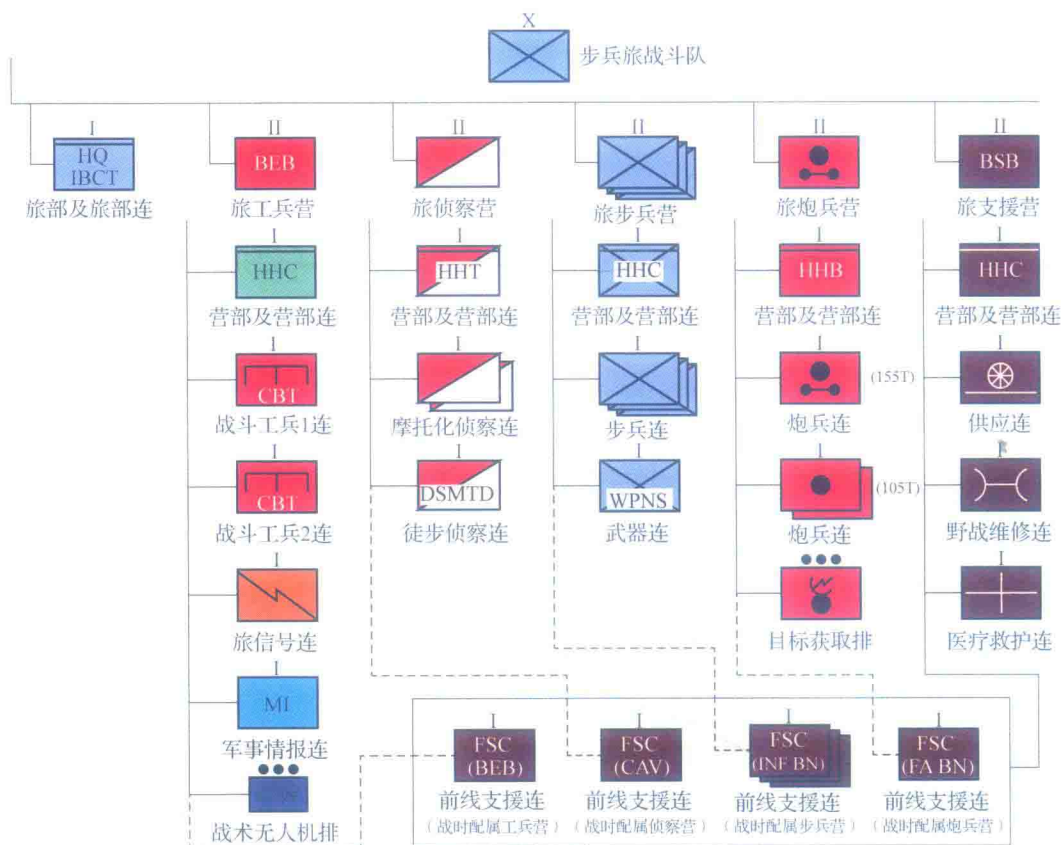 X
步兵旅战斗队
I
HQ
IBCT
旅部及旅部连
II
BEB
旅工兵营
II
旅侦察营
II
旅步兵营
II
旅炮兵营
II
BSB
旅支援营
I
HHC
营部及营部连
I
HHT
营部及营部连
I
HHC
营部及营部连
I
HHB
营部及营部连
I
HHC
营部及营部连
I
CBT
战斗工兵1连
I
摩托化侦察连
I
步兵连
I
(155T)
炮兵连
I
供应连
I
CBT
战斗工兵2连
I
DSMTD
徒步侦察连
I
WPNS
武器连
I
(105T)
炮兵连
I
野战维修连
I
旅信号连
目标获取排
I
医疗救护连
I
MI
军事情报连
战术无人机排
I
FSC
(BEB)
前线支援连
(战时配属工兵营)
I
FSC
(CAV)
前线支援连
(战时配属侦察营)
I
FSC
(INF BN)
前线支援连
(战时配属步兵营)
I
FSC
(FA BN)
前线支援连
(战时配属炮兵营)